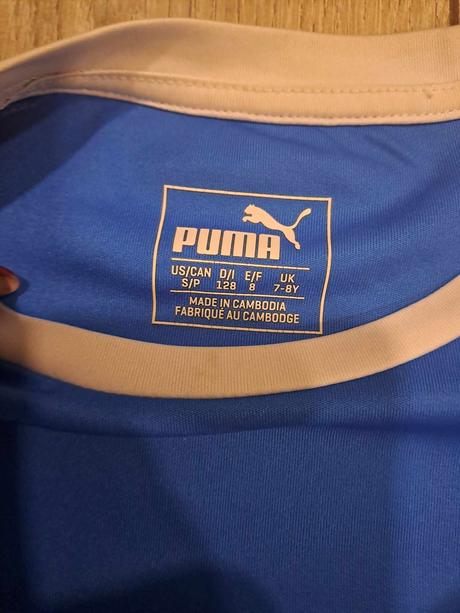 PUMA
US/CAN D/I E/F UK
S/P 128 8 7-8Y
MADE IN CAMBODIA
FABRIQUÉ AU CAMBODGE